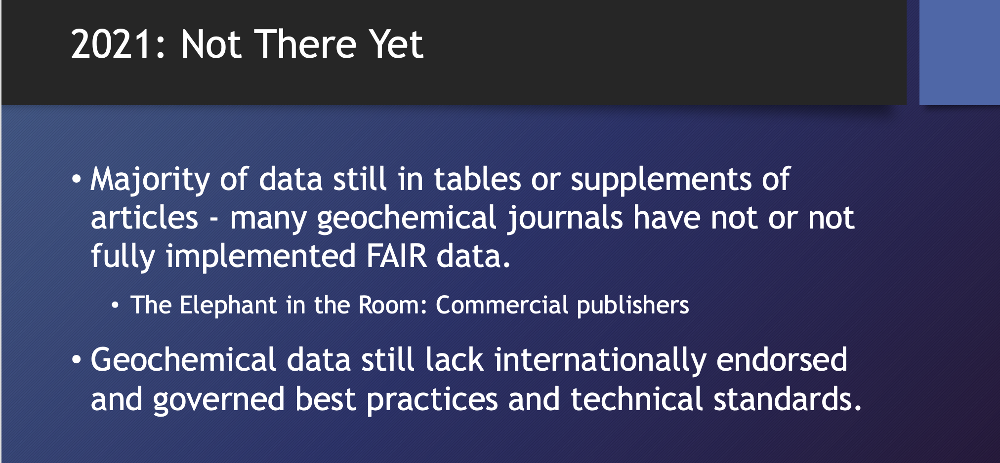 2021: Not There Yet
• Majority of data still in tables or supplements of
articles - many geochemical journals have not or not
fully implemented FAIR data.
• The Elephant in the Room: Commercial publishers
• Geochemical data still lack internationally endorsed
and governed best practices and technical standards.